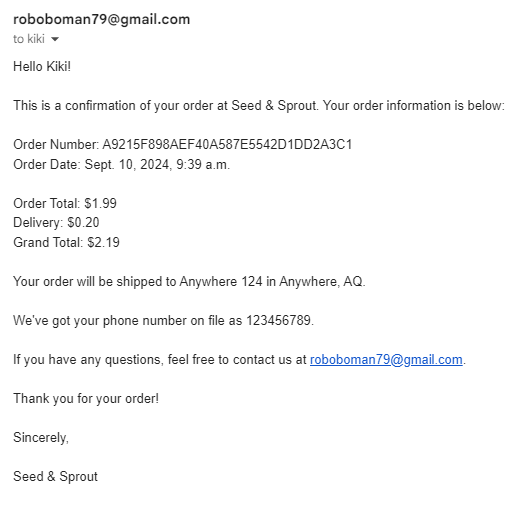 roboboman79@gmail.com
to kiki
Hello Kiki!
This is a confirmation of your order at Seed & Sprout. Your order information is below:
Order Number: A9215F898AEF40A587E5542D1DD2A3C1
Order Date: Sept. 10, 2024, 9:39 a.m.
Order Total: $1.99
Delivery: $0.20
Grand Total: $2.19
Your order will be shipped to Anywhere 124 in Anywhere, AQ.
We've got your phone number on file as 123456789.
If you have any questions, feel free to contact us at roboboman79@gmail.com.
Thank you for your order!
Sincerely,
Seed & Sprout